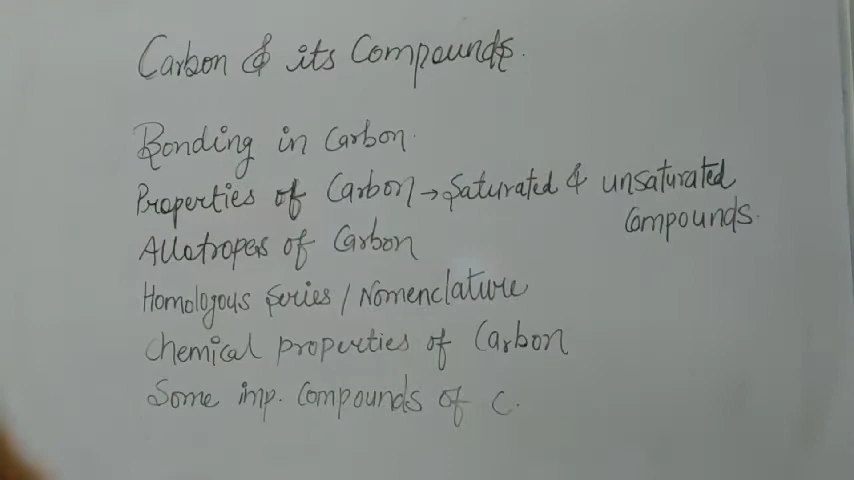 Carbon & its Compounds.
Bonding in Carbon.
Properties of Carbon → Saturated & unsaturated
Compounds.
Allotropes of Carbon
Homologous Series / Nomenclature
Chemical properties of Carbon
Some imp. Compounds of C.